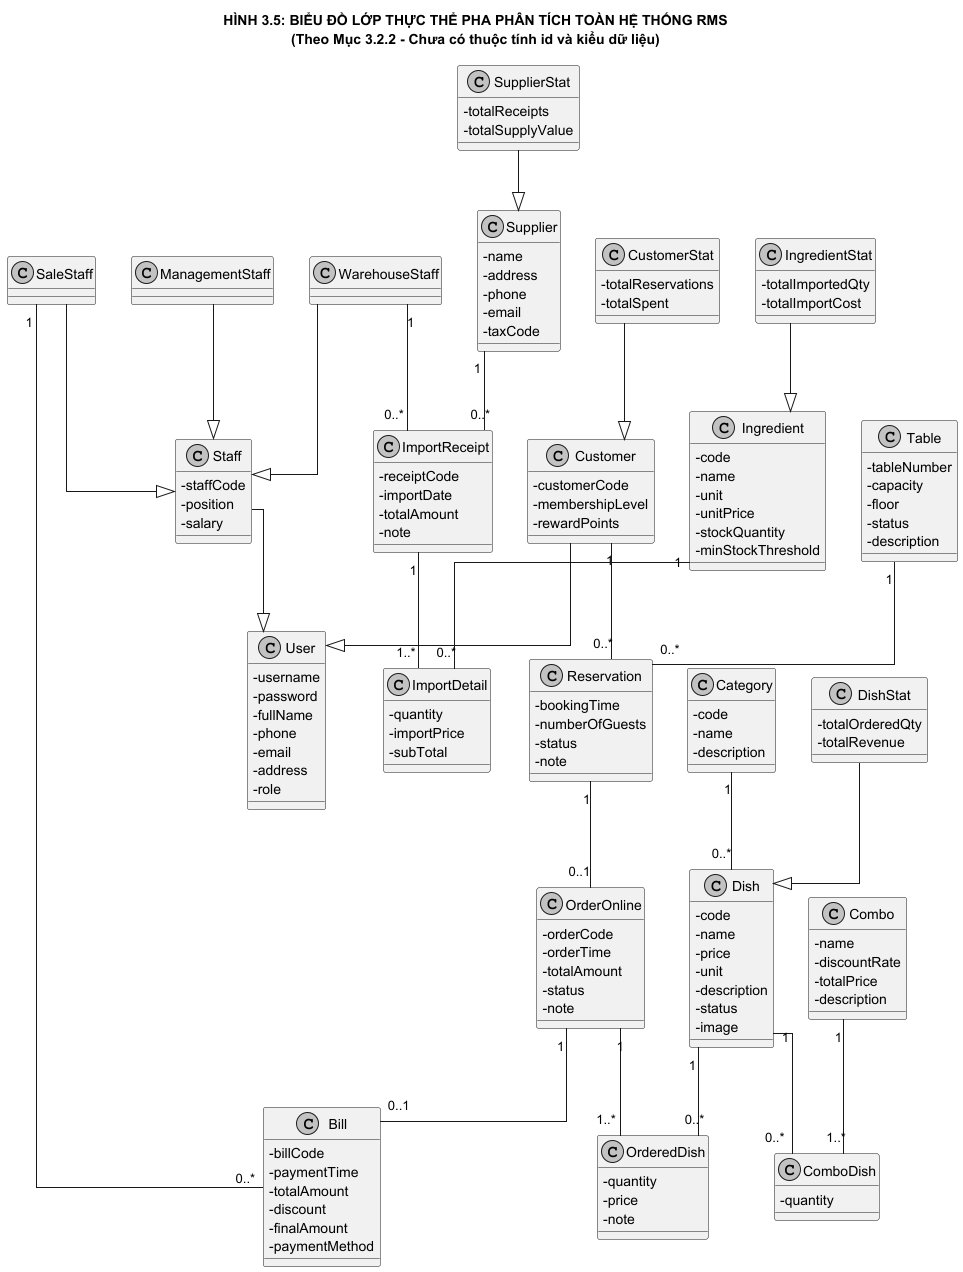 HÌNH 3.5: BIỂU ĐỒ LỚP THỰC THỂ PHA PHÂN TÍCH TOÀN HỆ THỐNG RMS
(Theo Mục 3.2.2 - Chưa có thuộc tính id và kiểu dữ liệu)
C SupplierStat
-totalReceipts
-totalSupplyValue
C Supplier
-name
-address
-phone
-email
-taxCode
1
0..*
C SaleStaff
1
C ManagementStaff
C WarehouseStaff
1
0..*
C CustomerStat
-totalReservations
-totalSpent
C IngredientStat
-totalImportedQty
-totalImportCost
C Staff
-staffCode
-position
-salary
C ImportReceipt
-receiptCode
-importDate
-totalAmount
-note
1
1..*
C Customer
-customerCode
-membershipLevel
-rewardPoints
1
0..*
C Ingredient
-code
-name
-unit
-unitPrice
-stockQuantity
-minStockThreshold
1
0..*
C Table
-tableNumber
-capacity
-floor
-status
-description
1
0..*
C User
-username
-password
-fullName
-phone
-email
-address
-role
C ImportDetail
-quantity
-importPrice
-subTotal
C Reservation
-bookingTime
-numberOfGuests
-status
-note
1
0..1
C Category
-code
-name
-description
1
0..*
C DishStat
-totalOrderedQty
-totalRevenue
C OrderOnline
-orderCode
-orderTime
-totalAmount
-status
-note
1
0..1
1
1..*
C Dish
-code
-name
-price
-unit
-description
-status
-image
1
0..*
1
0..*
C Combo
-name
-discountRate
-totalPrice
-description
1
1..*
0..*
C Bill
-billCode
-paymentTime
-totalAmount
-discount
-finalAmount
-paymentMethod
C OrderedDish
-quantity
-price
-note
C ComboDish
-quantity